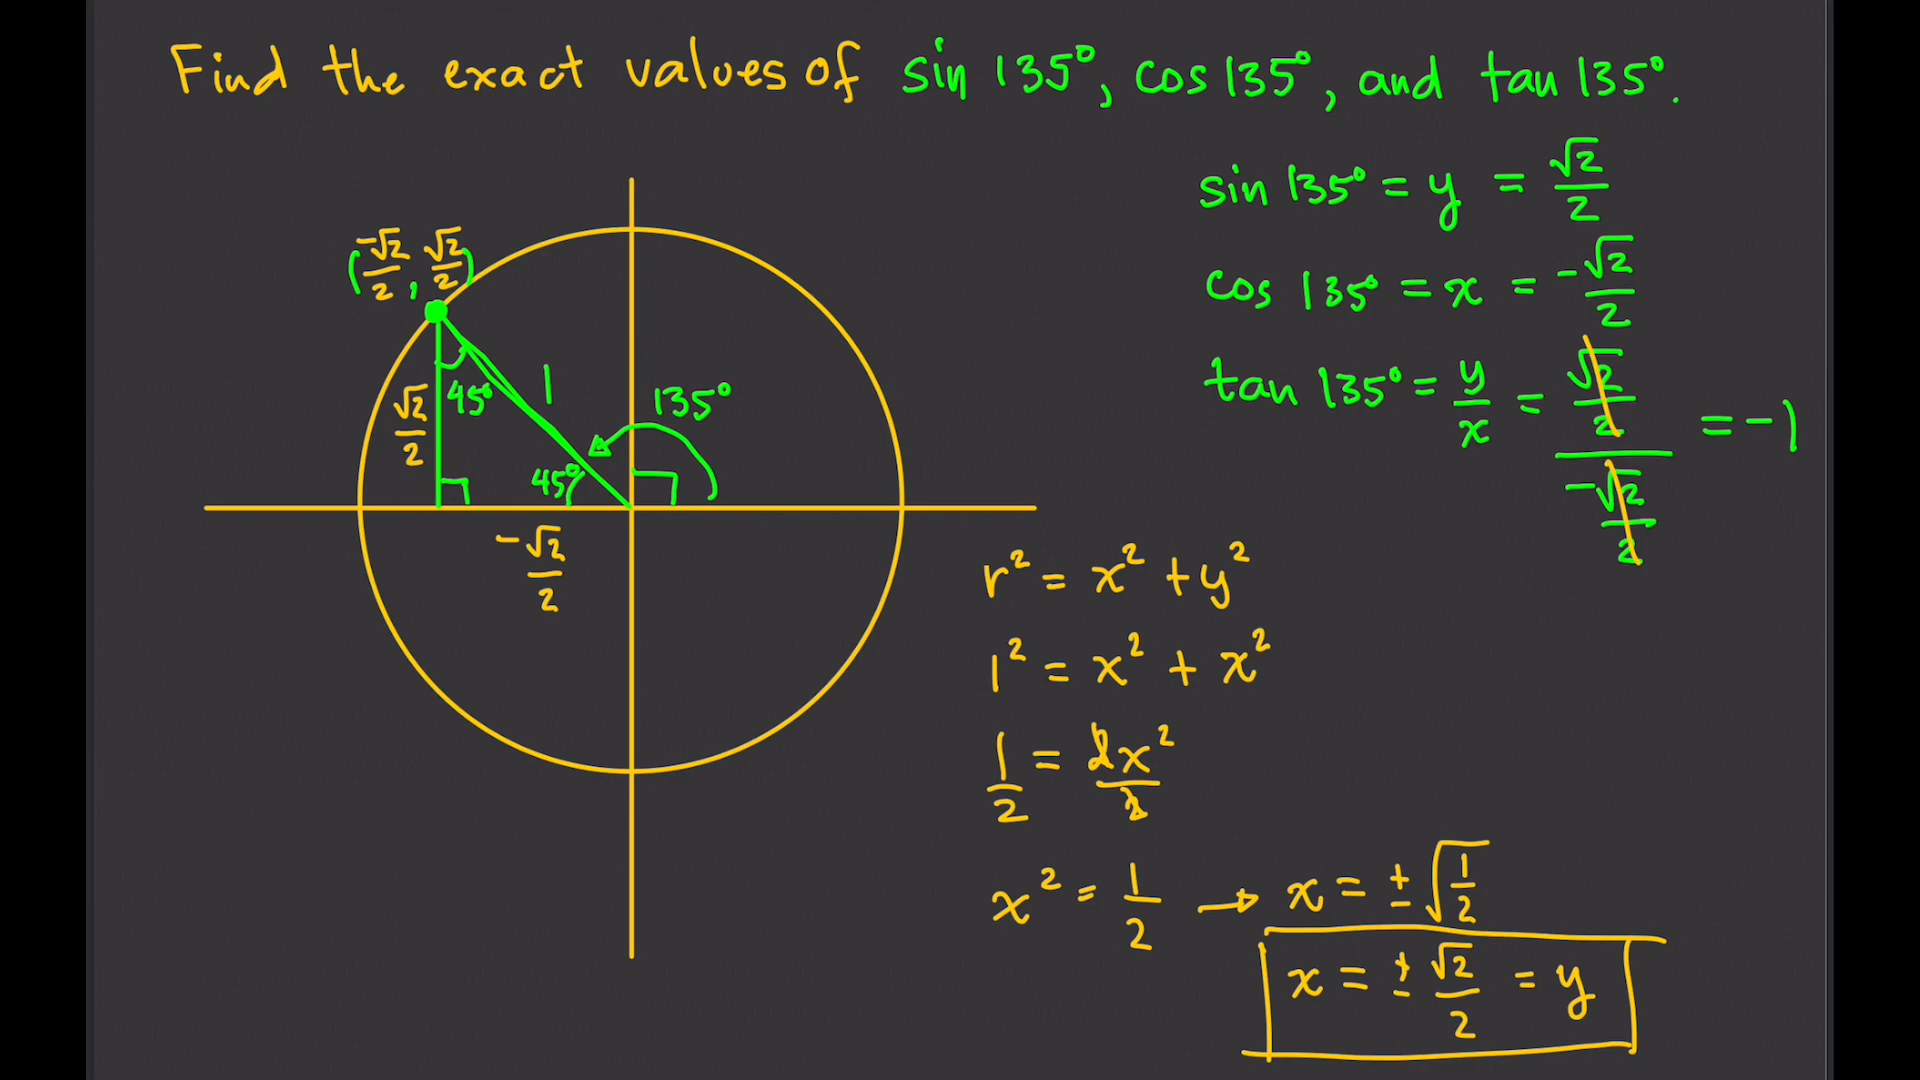 Find the exact values of sin 135°, cos 135°, and tan 135°.
sin 135° = y = √2/2
cos 135° = x = -√2/2
tan 135° = y/x = (√2/2)/(-√2/2) = -1
(-√2/2, √2/2)
√2/2
45°
1
135°
45°
-√2/2
r² = x² + y²
1² = x² + x²
1/2 = 2x²/2
x² = 1/2 → x = ± √(1/2)
x = ± √2/2 = y